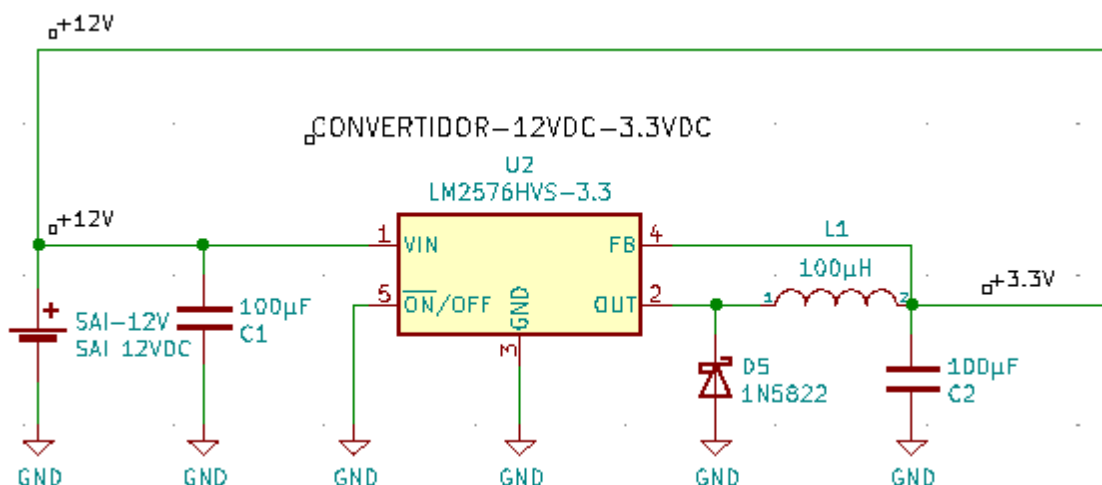 +12V
CONVERTIDOR-12VDC-3.3VDC
U2
LM2576HVS-3.3
+12V
1 VIN
FB 4
L1
100µH
5 ON/OFF
GND
OUT 2
1
2
+3.3V
3
+
SAI-12V
SAI 12VDC
100µF
C1
D5
1N5822
100µF
C2
GND
GND
GND
GND
GND
GND